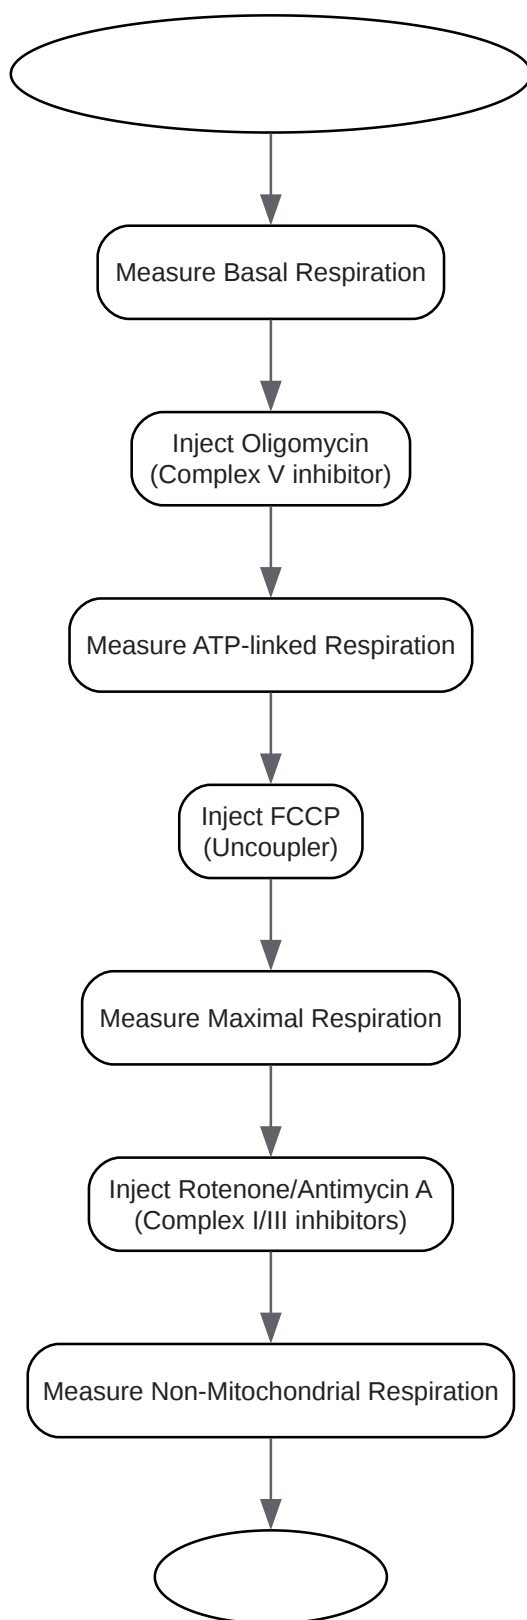 Measure Basal Respiration
Inject Oligomycin
(Complex V inhibitor)
Measure ATP-linked Respiration
Inject FCCP
(Uncoupler)
Measure Maximal Respiration
Inject Rotenone/Antimycin A
(Complex I/III inhibitors)
Measure Non-Mitochondrial Respiration